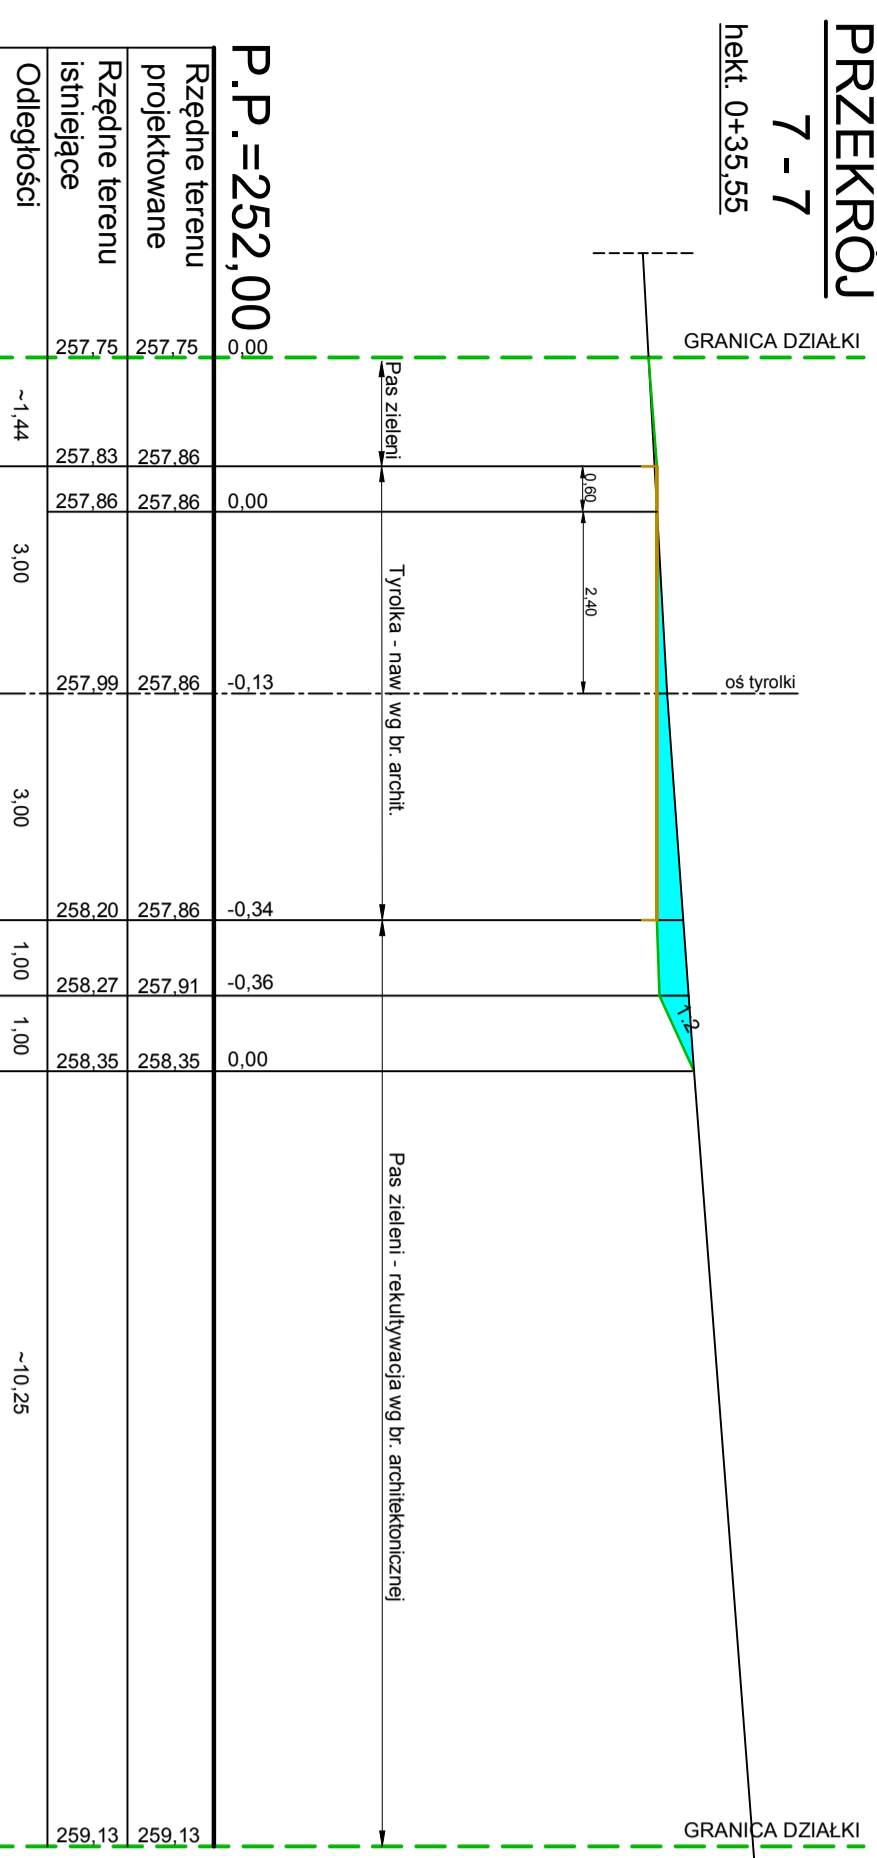 PRZEKRÓJ
7 - 7
hekt. 0+35,55
GRANICA DZIAŁKI
GRANICA DZIAŁKI
oś tyrolki
1:2
0,60
2,40
Pas zieleni
Tyrolka - naw. wg br. archit.
Pas zieleni - rekultywacja wg br. architektonicznej
P.P.=252,00
0,00
0,00
-0,13
-0,34
-0,36
0,00
Rzędne terenu
projektowane
257,75
257,86
257,86
257,86
257,86
257,91
258,35
259,13
Rzędne terenu
istniejące
257,75
257,83
257,86
257,99
258,20
258,27
258,35
259,13
Odległości
~1,44
3,00
3,00
1,00
1,00
~10,25